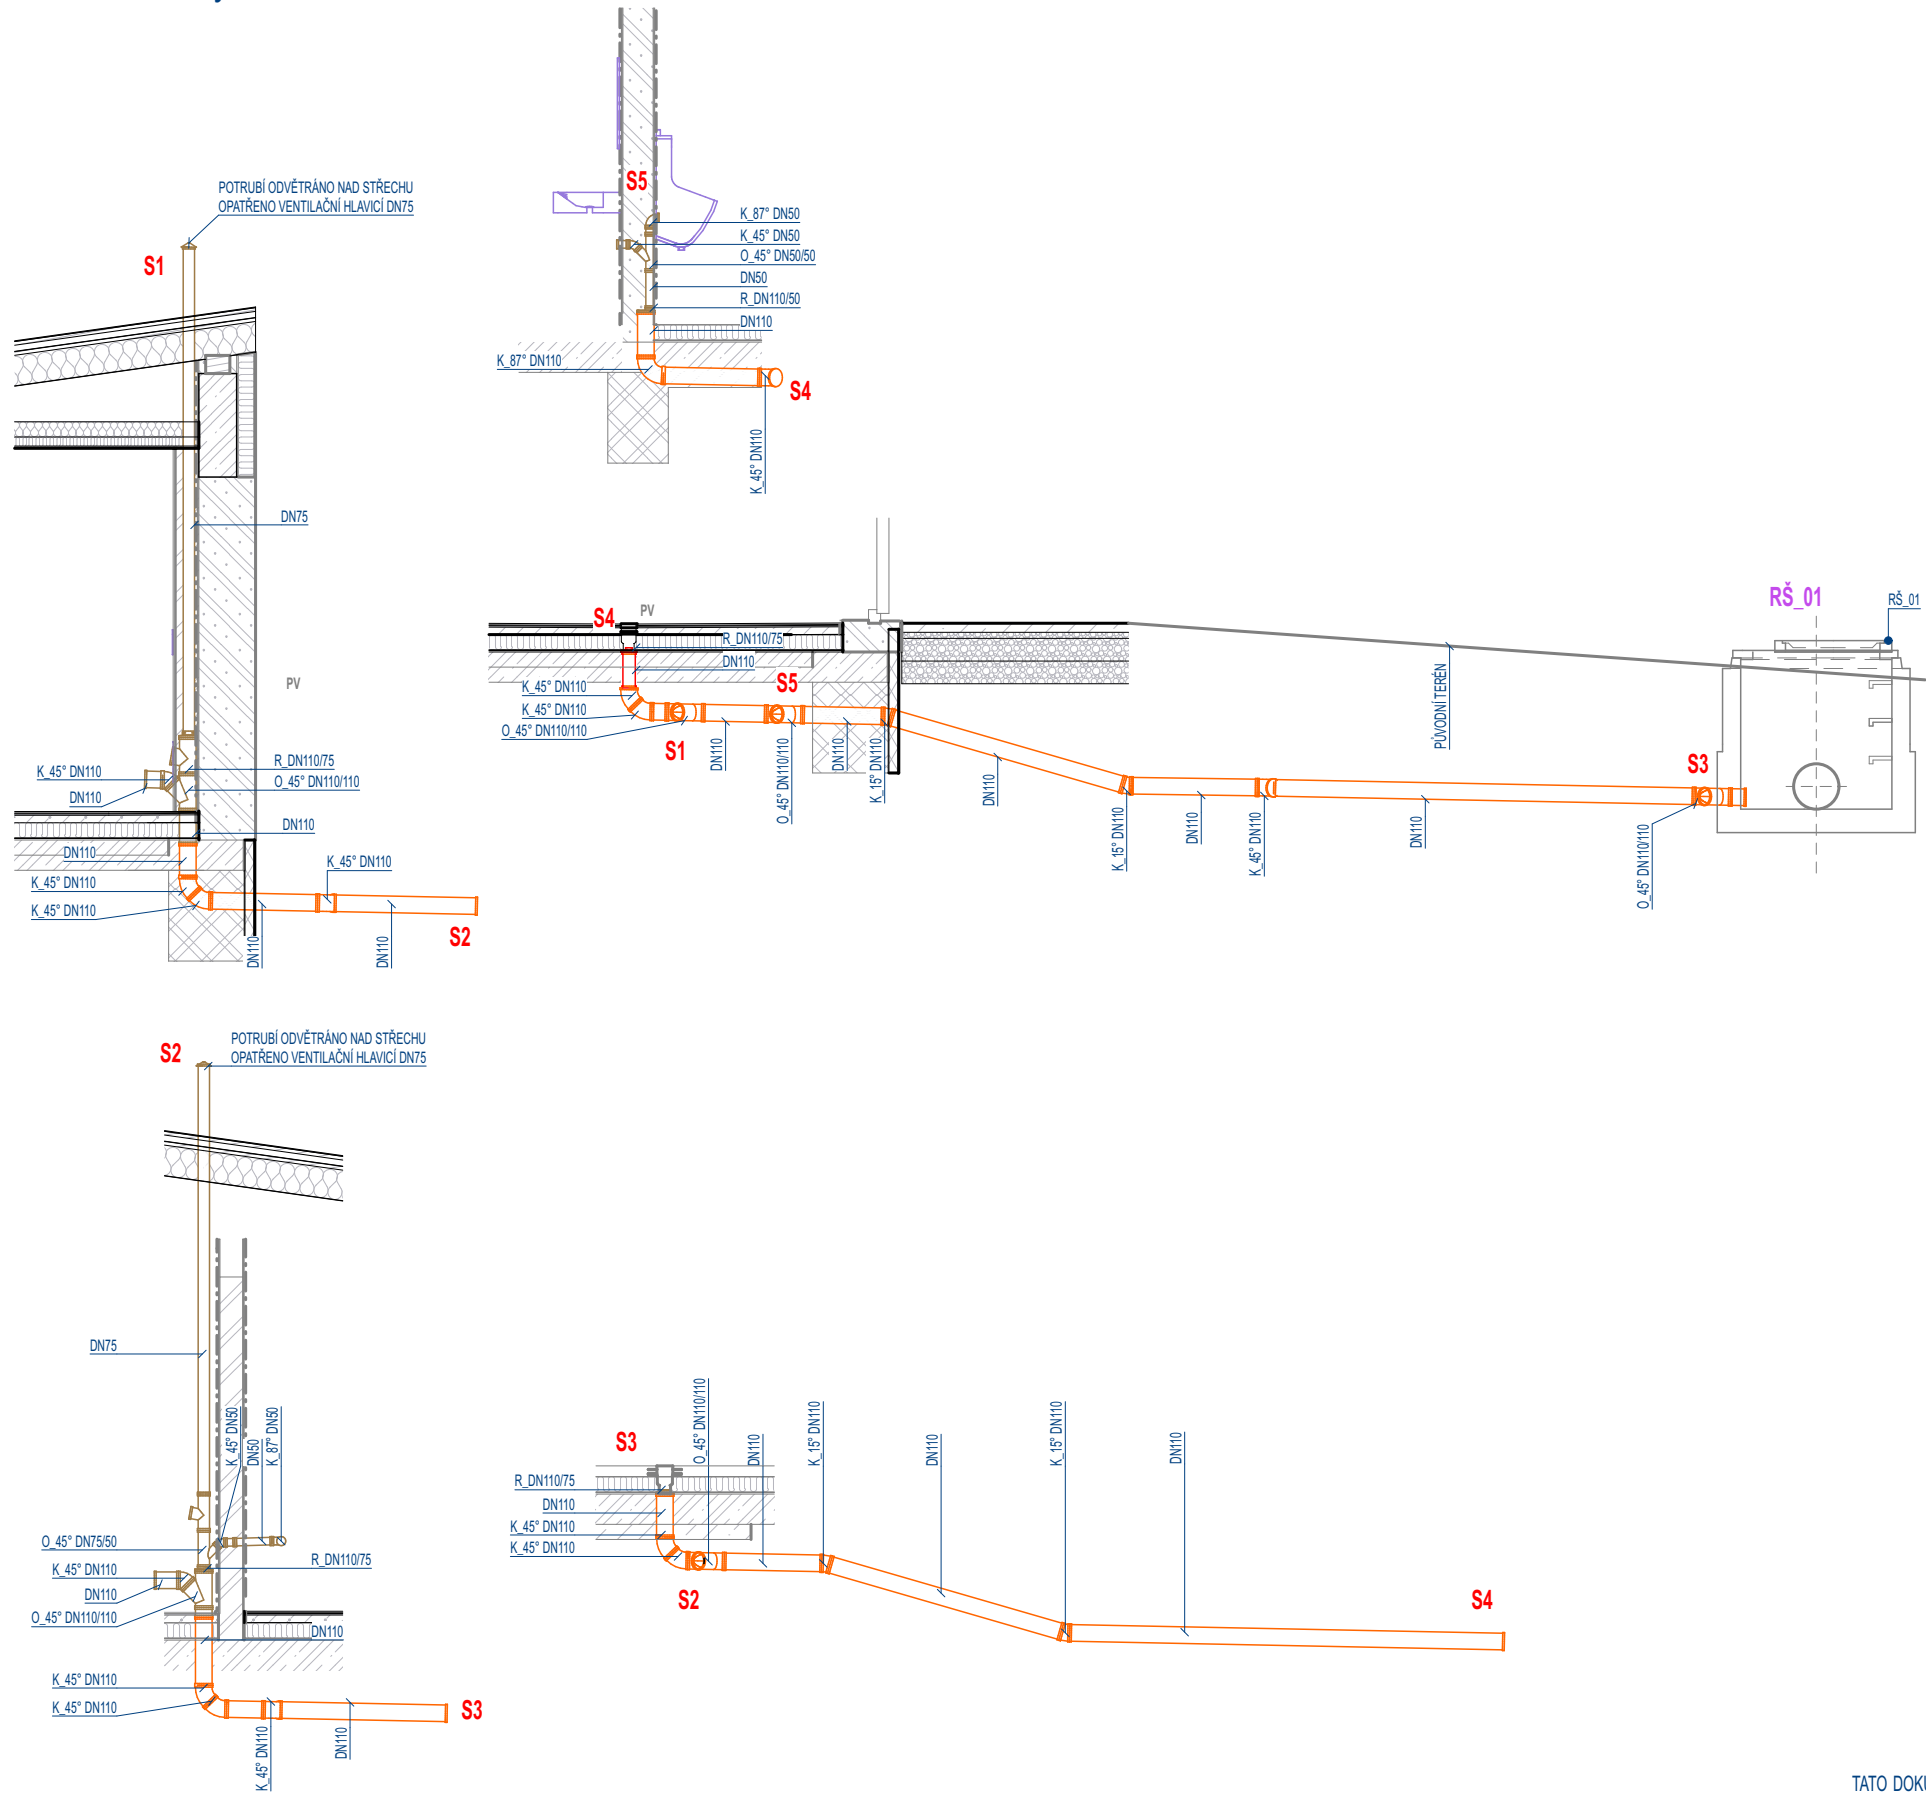 POTRUBÍ ODVĚTRÁNO NAD STŘECHU
OPATŘENO VENTILAČNÍ HLAVICÍ DN75
S1
DN75
PV
K_45° DN110
DN110
R_DN110/75
O_45° DN110/110
DN110
DN110
K_45° DN110
K_45° DN110
K_45° DN110
DN110
DN110
S2
S5
K_87° DN50
K_45° DN50
O_45° DN50/50
DN50
R_DN110/50
DN110
K_87° DN110
S4
K_45° DN110
S4
PV
R_DN110/75
DN110
S5
K_45° DN110
K_45° DN110
O_45° DN110/110
S1
DN110
O_45° DN110/110
DN110
K_15° DN110
DN110
K_15° DN110
DN110
K_45° DN110
DN110
PŮVODNÍ TERÉN
S3
O_45° DN110/110
RŠ_01
RŠ_01
S2
POTRUBÍ ODVĚTRÁNO NAD STŘECHU
OPATŘENO VENTILAČNÍ HLAVICÍ DN75
DN75
K_45° DN50
DN50
K_87° DN50
O_45° DN75/50
K_45° DN110
DN110
O_45° DN110/110
R_DN110/75
DN110
K_45° DN110
K_45° DN110
K_45° DN110
DN110
S3
S3
R_DN110/75
DN110
K_45° DN110
K_45° DN110
O_45° DN110/110
DN110
K_15° DN110
DN110
K_15° DN110
DN110
S2
S4
TATO DOKU